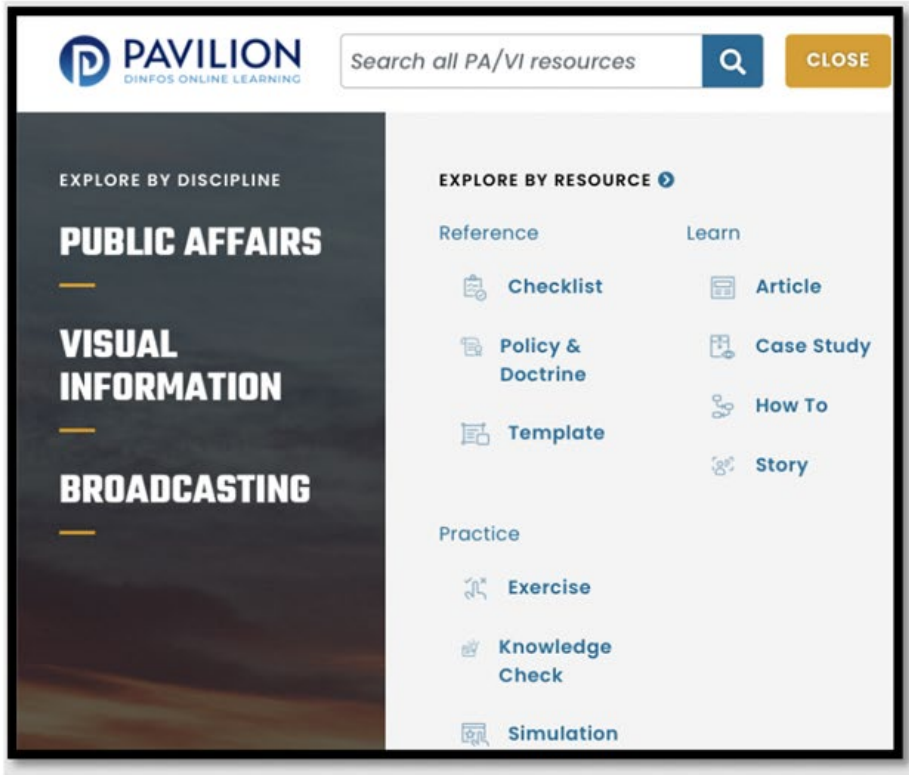 PAVILION
DINFOS ONLINE LEARNING
Search all PA/VI resources
CLOSE
EXPLORE BY DISCIPLINE
PUBLIC AFFAIRS
VISUAL
INFORMATION
BROADCASTING
EXPLORE BY RESOURCE
Reference
Checklist
Policy &
Doctrine
Template
Learn
Article
Case Study
How To
Story
Practice
Exercise
Knowledge
Check
Simulation